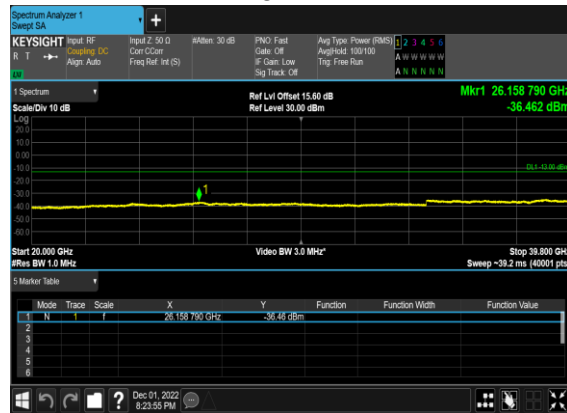 Spectrum Analyzer 1
Swept SA
+
KEYSIGHT Input: RF Input Z: 50 Ω #Atten: 30 dB PNO: Fast Avg Type: Power (RMS) 1 2 3 4 5 6
R T Coupling: DC Corr CCorr Gate: Off Avg|Hold: 100/100 A W W W W W
Align: Auto Freq Ref: Int (S) IF Gain: Low Trig: Free Run
Sig Track: Off A N N N N N
1 Spectrum Ref Lvl Offset 15.60 dB Mkr1 26.158 790 GHz
Scale/Div 10 dB Ref Level 30.00 dBm -36.462 dBm
Log
20.0
10.0
0.00
-10.0 DL1 -13.00 dBm
-20.0
-30.0 1
-40.0
-50.0
-60.0
Start 20.000 GHz Video BW 3.0 MHz* Stop 39.800 GHz
#Res BW 1.0 MHz Sweep ~39.2 ms (40001 pts)
5 Marker Table
Mode Trace Scale X Y Function Function Width Function Value
1 N 1 f 26.158 790 GHz -36.46 dBm
2
3
4
5
6
? Dec 01, 2022
8:23:55 PM